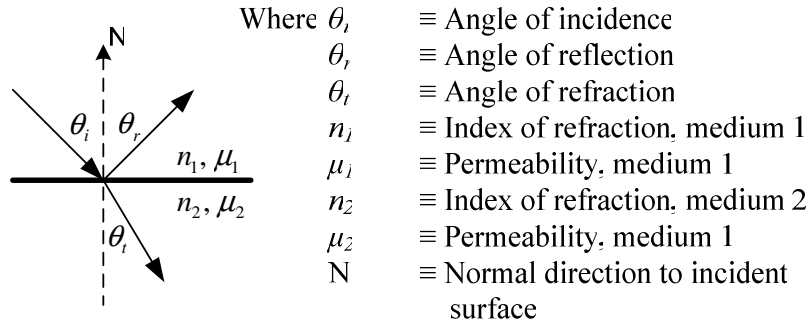 N
θi θr
n1, μ1
n2, μ2
θt
Where θi ≡ Angle of incidence
θr ≡ Angle of reflection
θt ≡ Angle of refraction
n1 ≡ Index of refraction, medium 1
μ1 ≡ Permeability, medium 1
n2 ≡ Index of refraction, medium 2
μ2 ≡ Permeability, medium 1
N ≡ Normal direction to incident
surface